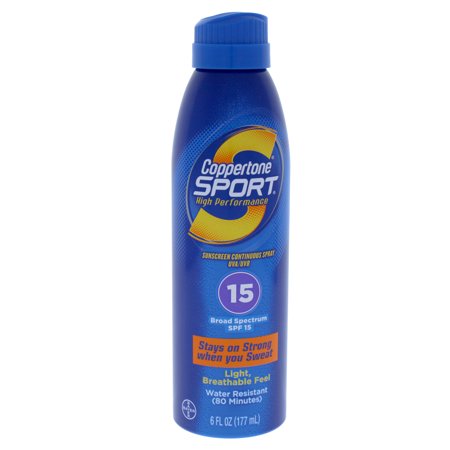 Coppertone
SPORT®
High Performance
SUNSCREEN CONTINUOUS SPRAY
UVA/UVB
15
Broad Spectrum
SPF 15
Stays on Strong
when you Sweat
Light,
Breathable Feel
Water Resistant
(80 Minutes)
BAYER
6 FL OZ (177 mL)